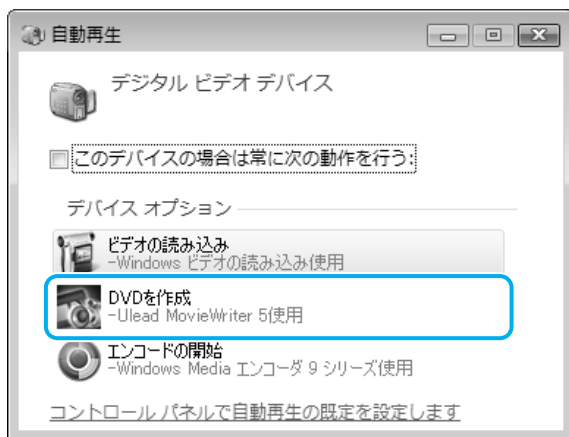 自動再生
デジタル ビデオ デバイス
このデバイスの場合は常に次の動作を行う:
デバイス オプション
ビデオの読み込み
-Windows ビデオの読み込み使用
DVDを作成
-Ulead MovieWriter 5使用
エンコードの開始
-Windows Media エンコーダ 9 シリーズ使用
コントロール パネルで自動再生の既定を設定します